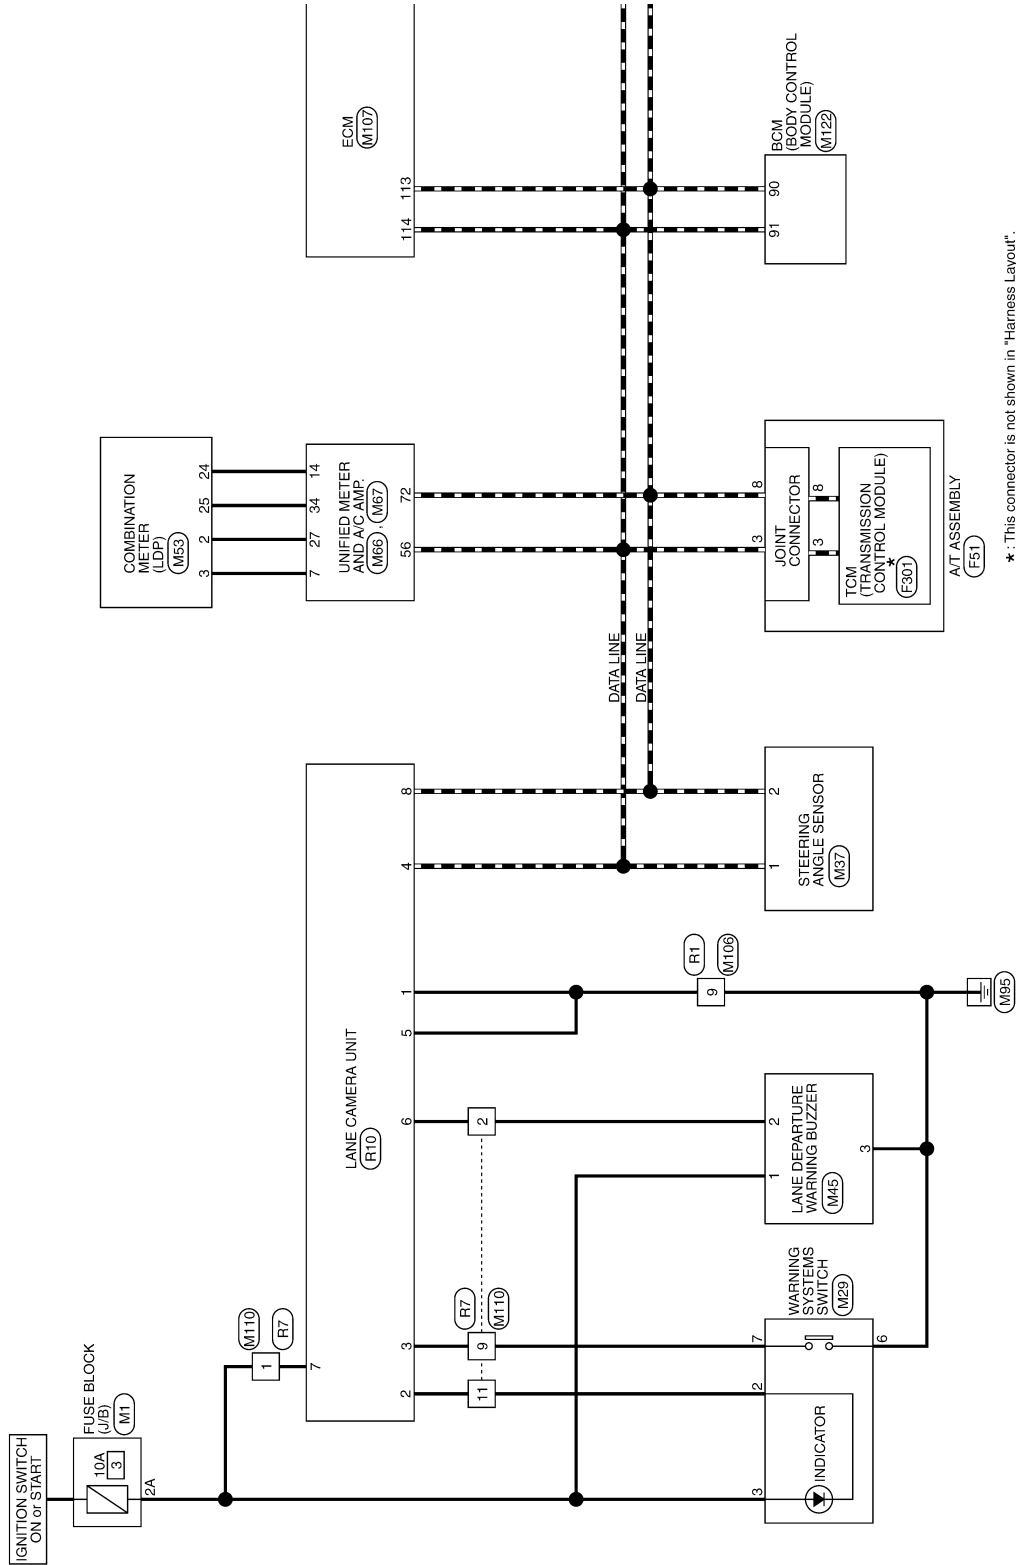 IGNITION SWITCH
ON or START
FUSE BLOCK
(J/B)
M1
10A
3
2A
M110
R7
1
7
LANE CAMERA UNIT
R10
2
3
6
5
1
4
8
11
9
2
R7
M110
R1
M106
9
M95
3
2
7
6
INDICATOR
WARNING
SYSTEMS
SWITCH
M29
1
2
3
LANE DEPARTURE
WARNING BUZZER
M45
1
2
STEERING
ANGLE SENSOR
M37
DATA LINE
DATA LINE
COMBINATION
METER
(LDP)
M53
3
2
25
24
7
27
34
14
UNIFIED METER
AND A/C AMP.
M66 , M67
56
72
3
8
JOINT
CONNECTOR
3
8
TCM
(TRANSMISSION
CONTROL MODULE)
*
F301
A/T ASSEMBLY
F51
ECM
M107
114
113
91
90
BCM
(BODY CONTROL
MODULE)
M122
* : This connector is not shown in "Harness Layout".